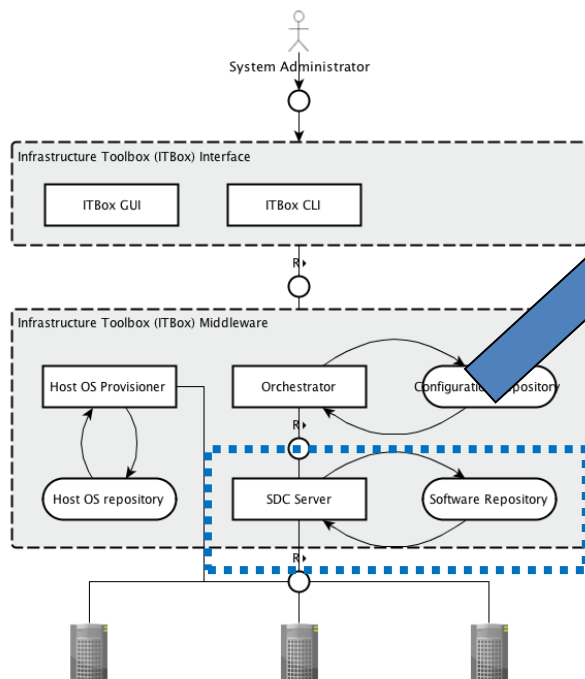 System Administrator
Infrastructure Toolbox (ITBox) Interface
ITBox GUI
ITBox CLI
R
Infrastructure Toolbox (ITBox) Middleware
Host OS Provisioner
Orchestrator
R
Host OS repository
SDC Server
Software Repository
R